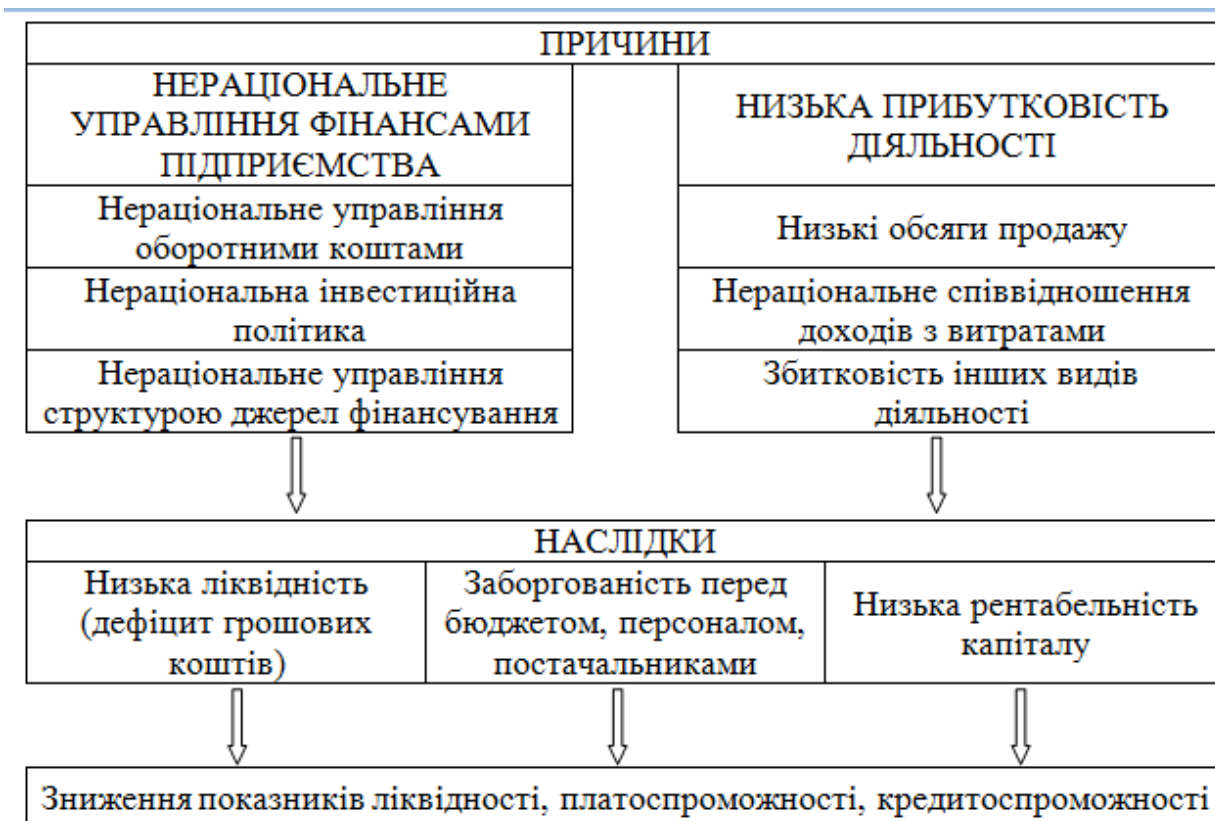 ПРИЧИНИ
НЕРАЦІОНАЛЬНЕ
УПРАВЛІННЯ ФІНАНСАМИ
ПІДПРИЄМСТВА
НИЗЬКА ПРИБУТКОВІСТЬ
ДІЯЛЬНОСТІ
Нераціональне управління
оборотними коштами
Низькі обсяги продажу
Нераціональна інвестиційна
політика
Нераціональне співвідношення
доходів з витратами
Нераціональне управління
структурою джерел фінансування
Збитковість інших видів
діяльності
НАСЛІДКИ
Низька ліквідність
(дефіцит грошових
коштів)
Заборгованість перед
бюджетом, персоналом,
постачальниками
Низька рентабельність
капіталу
Зниження показників ліквідності, платоспроможності, кредитоспроможності